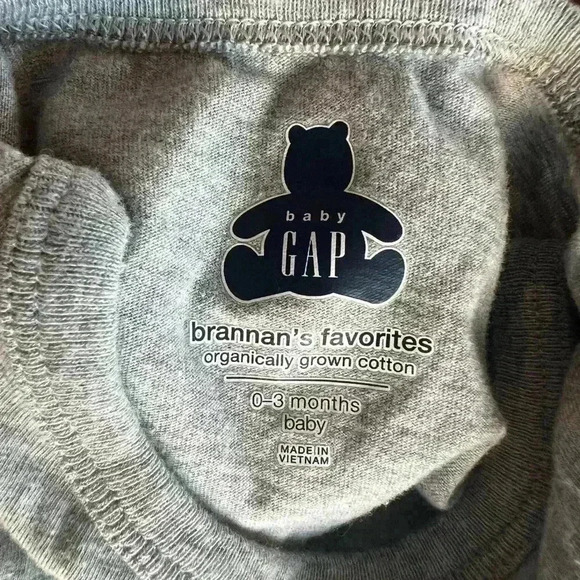 baby
GAP
brannan's favorites
organically grown cotton
0–3 months
baby
MADE IN
VIETNAM